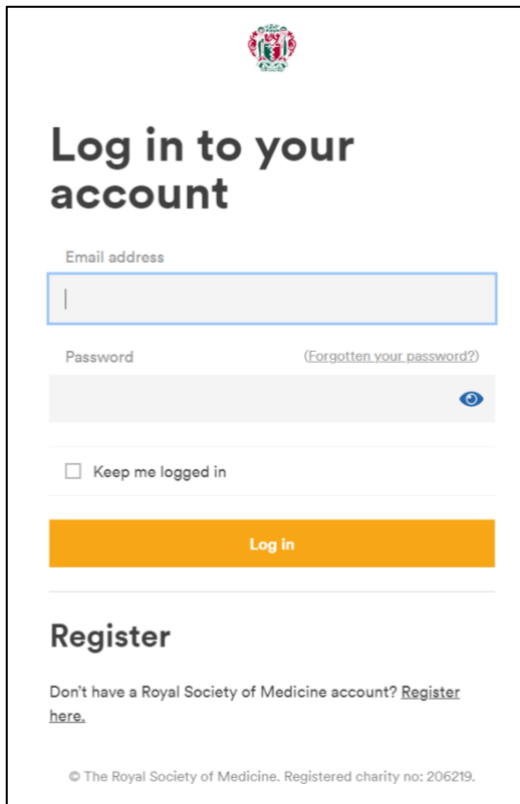 Log in to your
account
Email address
Password (Forgotten your password?)
Keep me logged in
Log in
Register
Don't have a Royal Society of Medicine account? Register
here.
© The Royal Society of Medicine. Registered charity no: 206219.